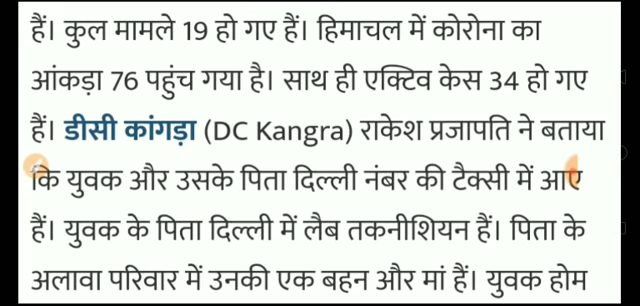 हैं। कुल मामले 19 हो गए हैं। हिमाचल में कोरोना का
आंकड़ा 76 पहुंच गया है। साथ ही एक्टिव केस 34 हो गए
हैं। डीसी कांगड़ा (DC Kangra) राकेश प्रजापति ने बताया
कि युवक और उसके पिता दिल्ली नंबर की टैक्सी में आए
हैं। युवक के पिता दिल्ली में लैब तकनीशियन हैं। पिता के
अलावा परिवार में उनकी एक बहन और मां हैं। युवक होम